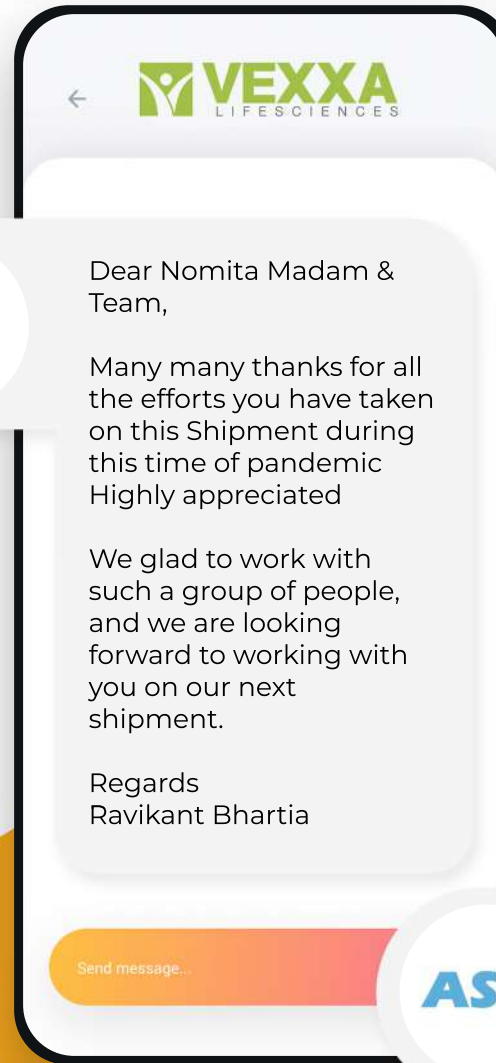 VEXXA
LIFESCIENCES
Dear Nomita Madam &
Team,
Many many thanks for all
the efforts you have taken
on this Shipment during
this time of pandemic
Highly appreciated
We glad to work with
such a group of people,
and we are looking
forward to working with
you on our next
shipment.
Regards
Ravikant Bhartia
Send message...
AS